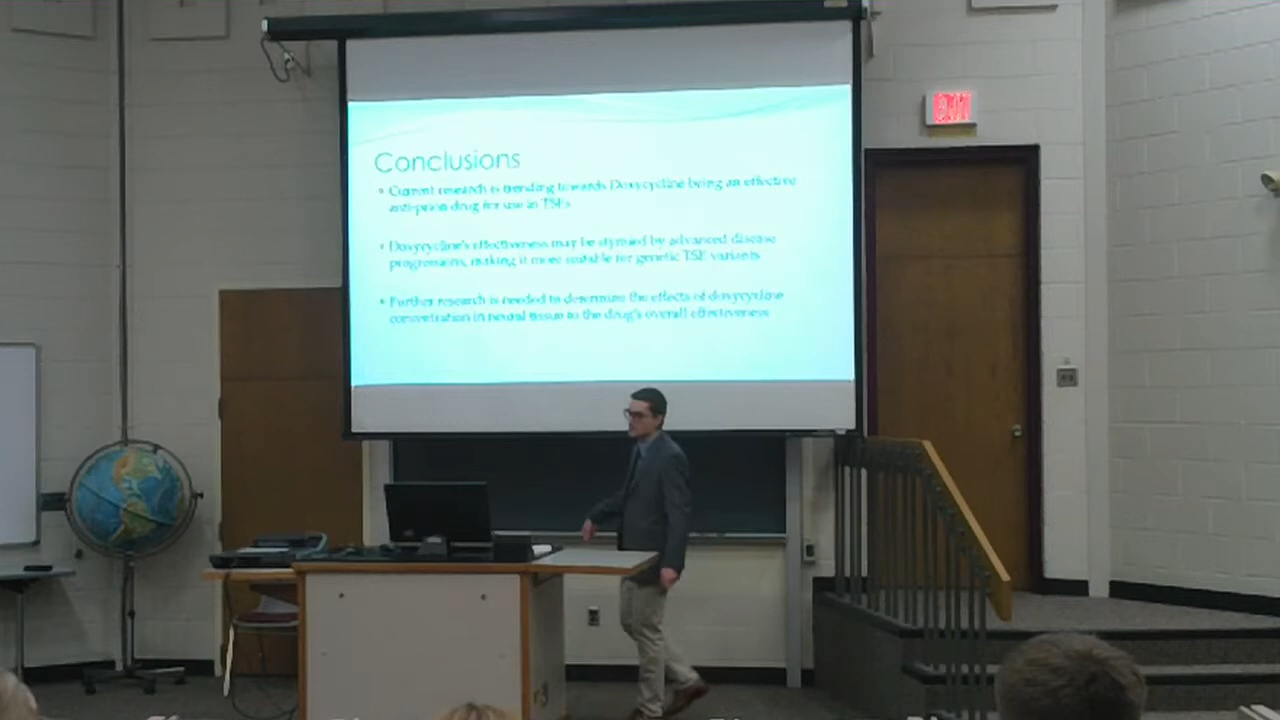 Conclusions
• Current research is trending towards Doxycycline being an effective
anti-prion drug for use in TSEs
• Doxycycline's effectiveness may be stymied by advanced disease
progression, making it more suitable for genetic TSE variants
• Further research is needed to determine the effects of doxycycline
concentration in neural tissue to the drug's overall effectiveness
EXIT